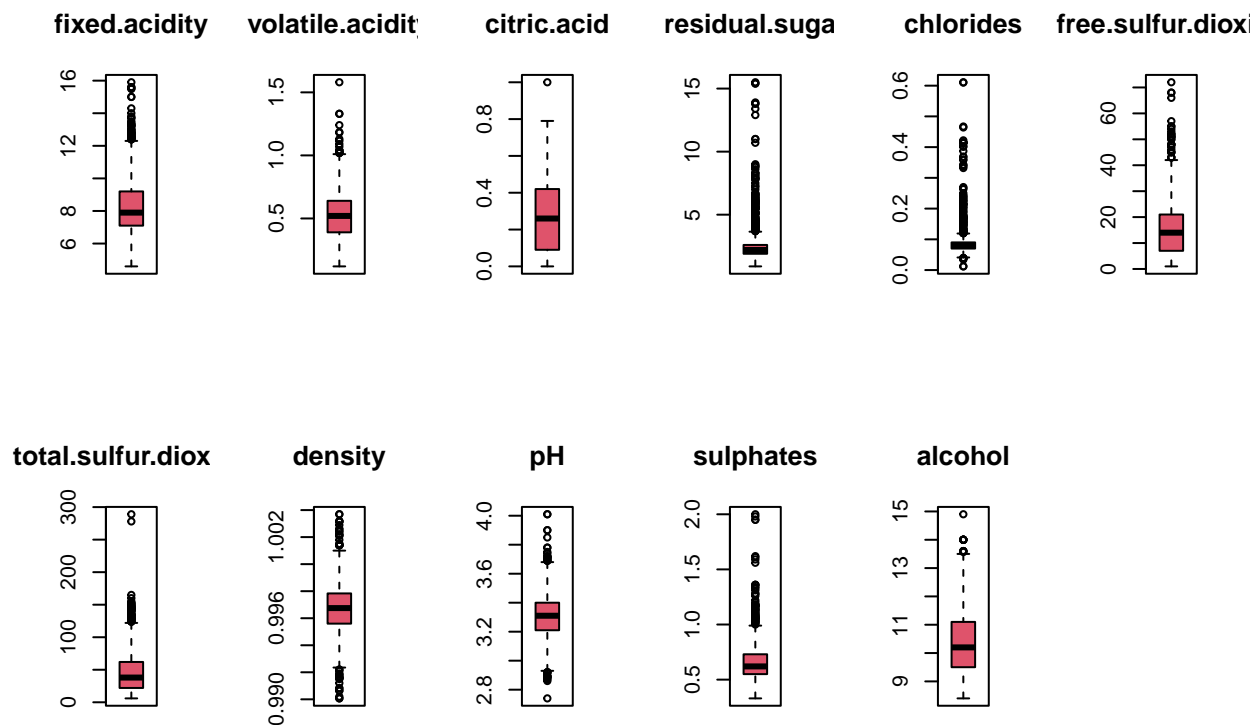 fixed.acidity volatile.acidity citric.acid residual.suga chlorides free.sulfur.dioxi
16 12 8 6
1.5 1.0 0.5
0.8 0.4 0.0
15 10 5
0.6 0.4 0.2 0.0
60 40 20 0
total.sulfur.diox density pH sulphates alcohol
300 200 100 0
1.002 0.996 0.990
4.0 3.6 3.2 2.8
2.0 1.5 1.0 0.5
15 13 11 9